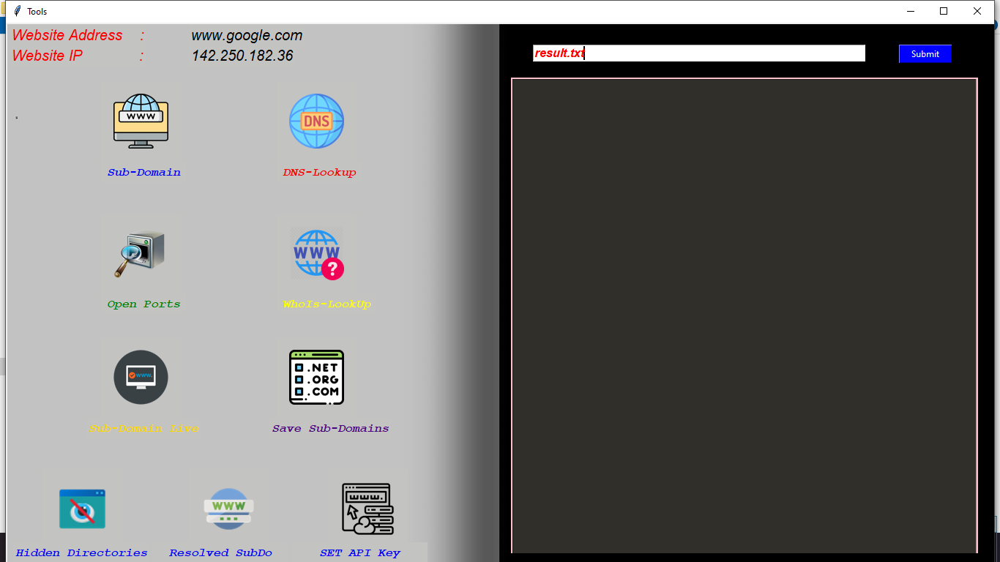 Tools
Website Address : www.google.com
Website IP : 142.250.182.36
result.txt
Submit
WWW
DNS
Sub-Domain
DNS-Lookup
WWW
?
Open Ports
WhoIs-LookUp
www.
.NET
.ORG
.COM
Sub-Domain Live
Save Sub-Domains
WWW
www.
Hidden Directories
Resolved SubDo
SET API Key